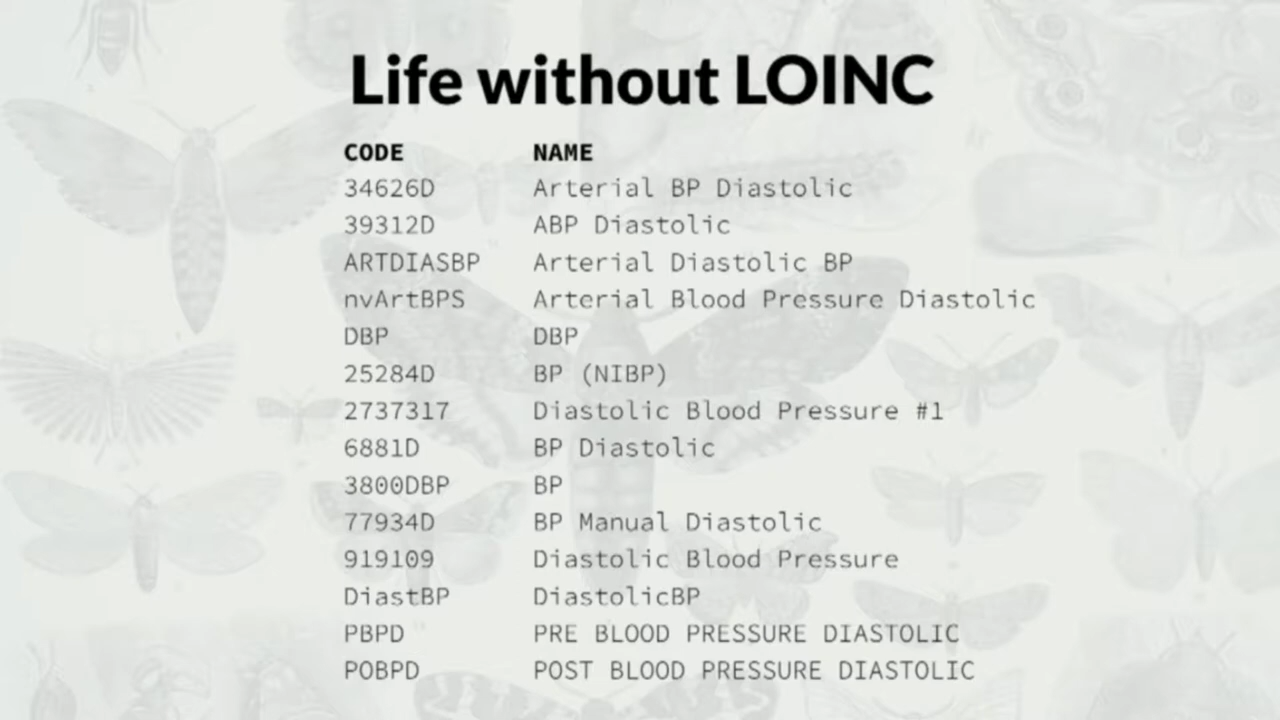 Life without LOINC
CODE NAME
34626D Arterial BP Diastolic
39312D ABP Diastolic
ARTDIASBP Arterial Diastolic BP
nvArtBPS Arterial Blood Pressure Diastolic
DBP DBP
25284D BP (NIBP)
2737317 Diastolic Blood Pressure #1
6881D BP Diastolic
3800DBP BP
77934D BP Manual Diastolic
919109 Diastolic Blood Pressure
DiastBP DiastolicBP
PBPD PRE BLOOD PRESSURE DIASTOLIC
POBPD POST BLOOD PRESSURE DIASTOLIC